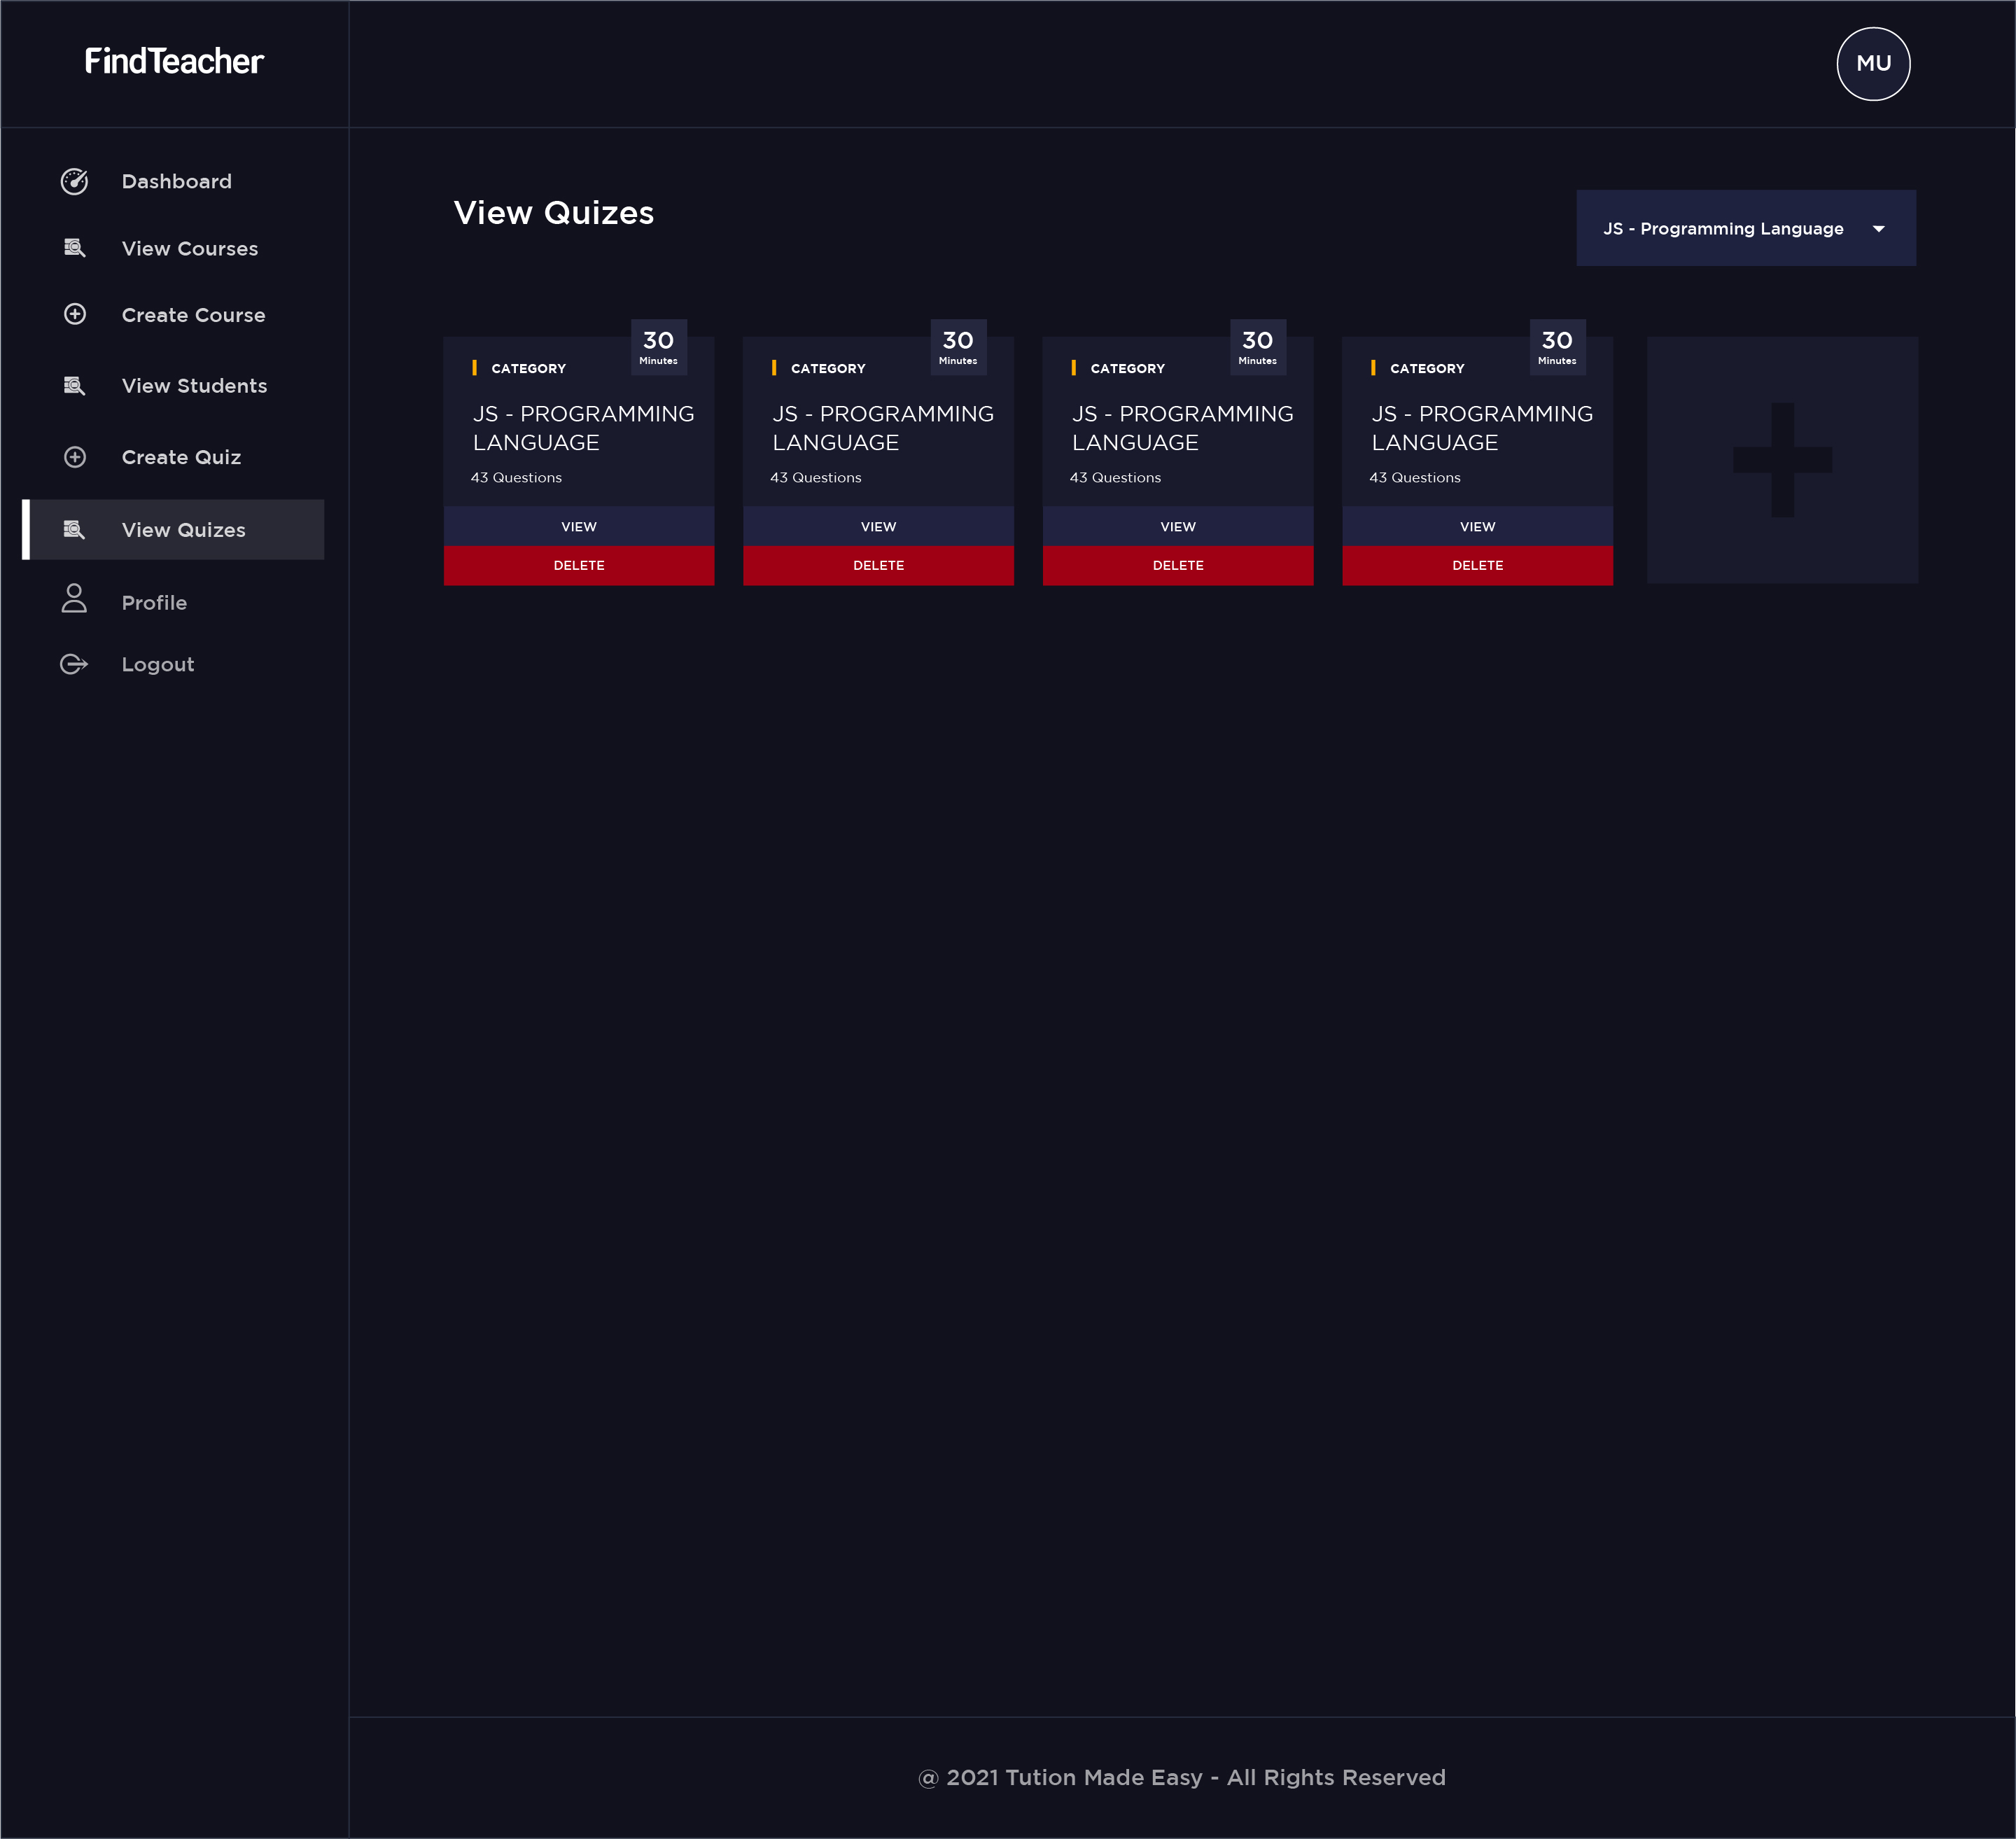 FindTeacher
MU
Dashboard
View Courses
Create Course
View Students
Create Quiz
View Quizes
Profile
Logout
View Quizes
JS - Programming Language
30
Minutes
CATEGORY
JS - PROGRAMMING
LANGUAGE
43 Questions
VIEW
DELETE
30
Minutes
CATEGORY
JS - PROGRAMMING
LANGUAGE
43 Questions
VIEW
DELETE
30
Minutes
CATEGORY
JS - PROGRAMMING
LANGUAGE
43 Questions
VIEW
DELETE
30
Minutes
CATEGORY
JS - PROGRAMMING
LANGUAGE
43 Questions
VIEW
DELETE
@ 2021 Tution Made Easy - All Rights Reserved